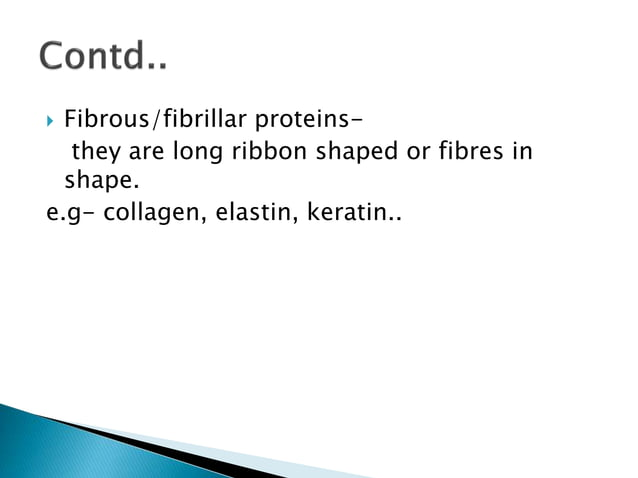 Contd..
Fibrous/fibrillar proteins-
they are long ribbon shaped or fibres in
shape.
e.g- collagen, elastin, keratin..